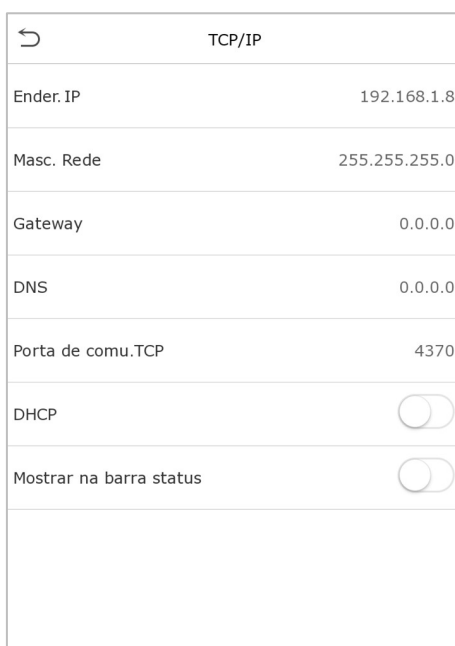 TCP/IP
Ender. IP 192.168.1.8
Masc. Rede 255.255.255.0
Gateway 0.0.0.0
DNS 0.0.0.0
Porta de comu.TCP 4370
DHCP
Mostrar na barra status